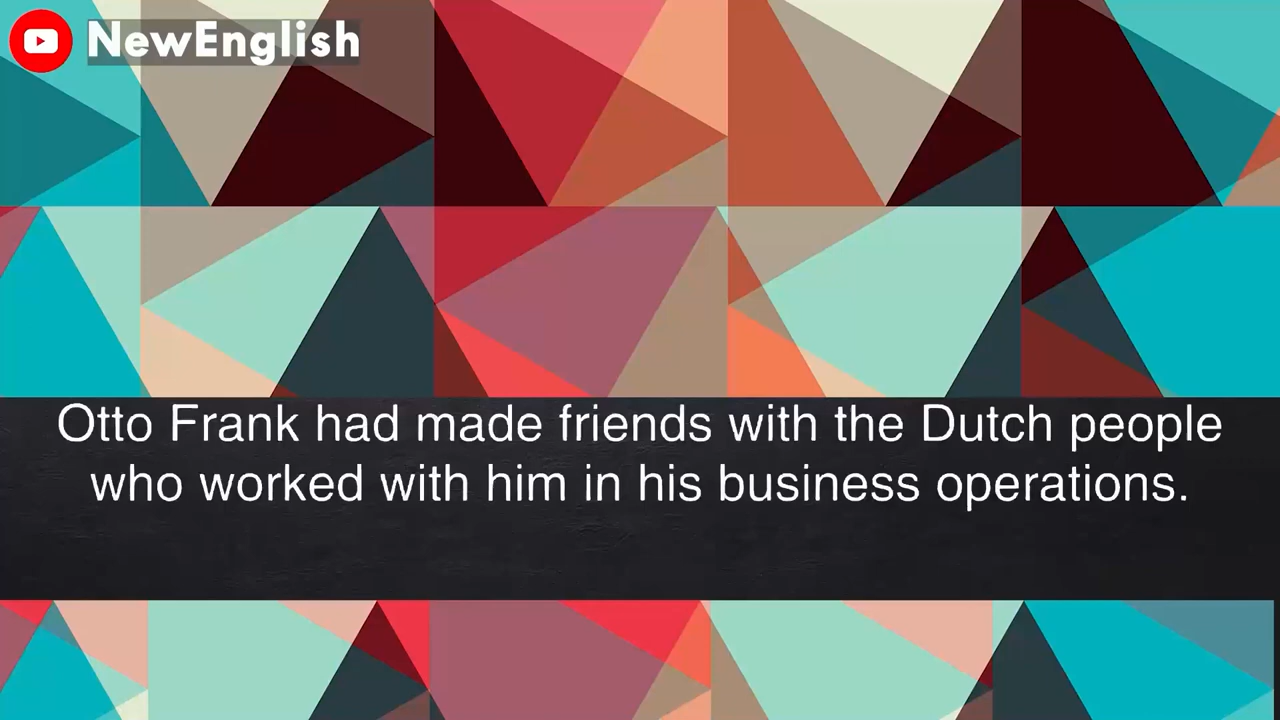 NewEnglish
Otto Frank had made friends with the Dutch people
who worked with him in his business operations.